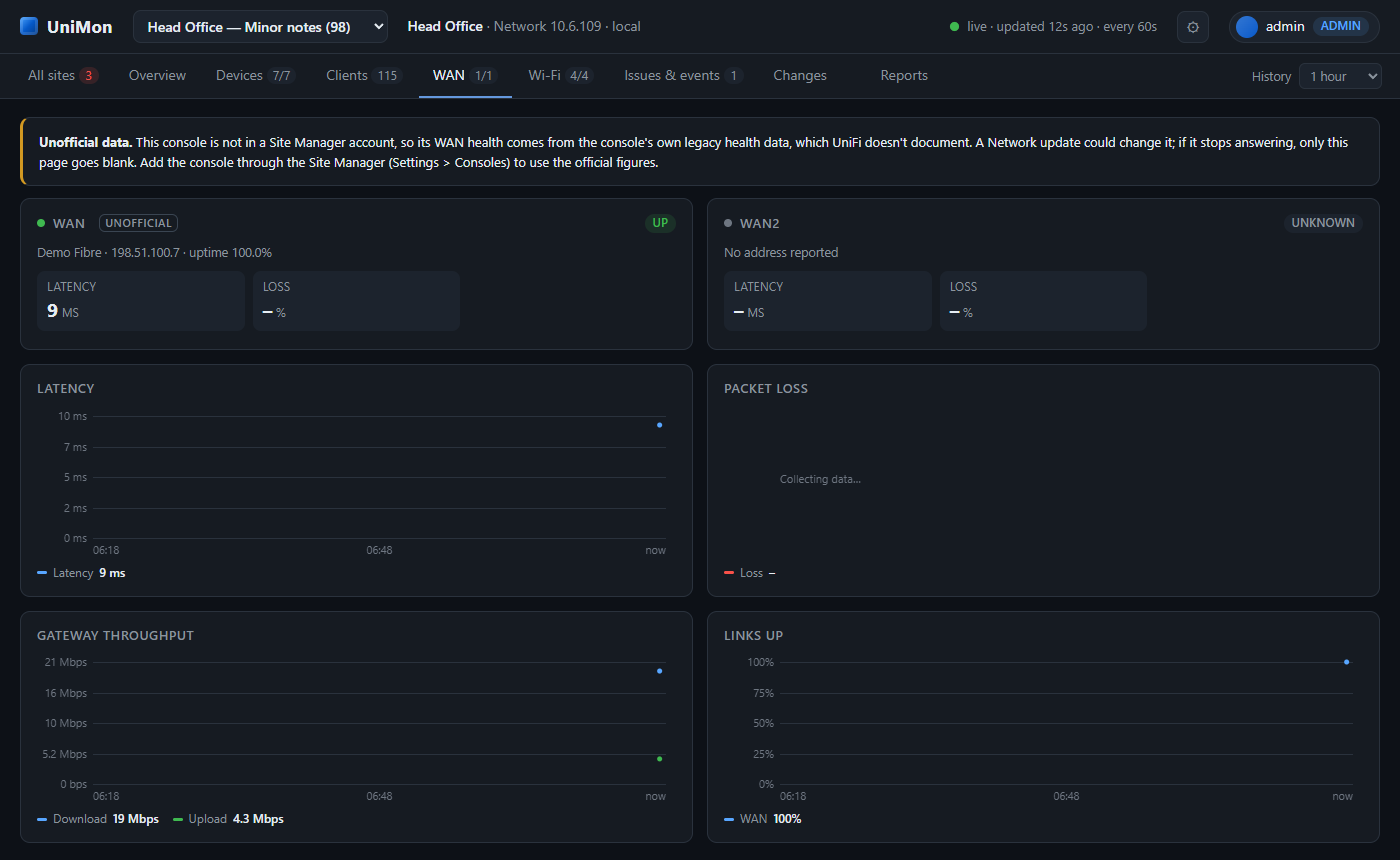 UniMon
Head Office — Minor notes (98)
Head Office · Network 10.6.109 · local
live · updated 12s ago · every 60s
admin ADMIN
All sites 3
Overview
Devices 7/7
Clients 115
WAN 1/1
Wi-Fi 4/4
Issues & events 1
Changes
Reports
History 1 hour
Unofficial data. This console is not in a Site Manager account, so its WAN health comes from the console's own legacy health data, which UniFi doesn't document. A Network update could change it; if it stops answering, only this
page goes blank. Add the console through the Site Manager (Settings > Consoles) to use the official figures.
WAN UNOFFICIAL UP
Demo Fibre · 198.51.100.7 · uptime 100.0%
LATENCY
9 MS
LOSS
– %
WAN2 UNKNOWN
No address reported
LATENCY
– MS
LOSS
– %
LATENCY
10 ms
7 ms
5 ms
2 ms
0 ms
06:18 06:48 now
Latency 9 ms
PACKET LOSS
Collecting data...
Loss –
GATEWAY THROUGHPUT
21 Mbps
16 Mbps
10 Mbps
5.2 Mbps
0 bps
06:18 06:48 now
Download 19 Mbps Upload 4.3 Mbps
LINKS UP
100%
75%
50%
25%
0%
06:18 06:48 now
WAN 100%